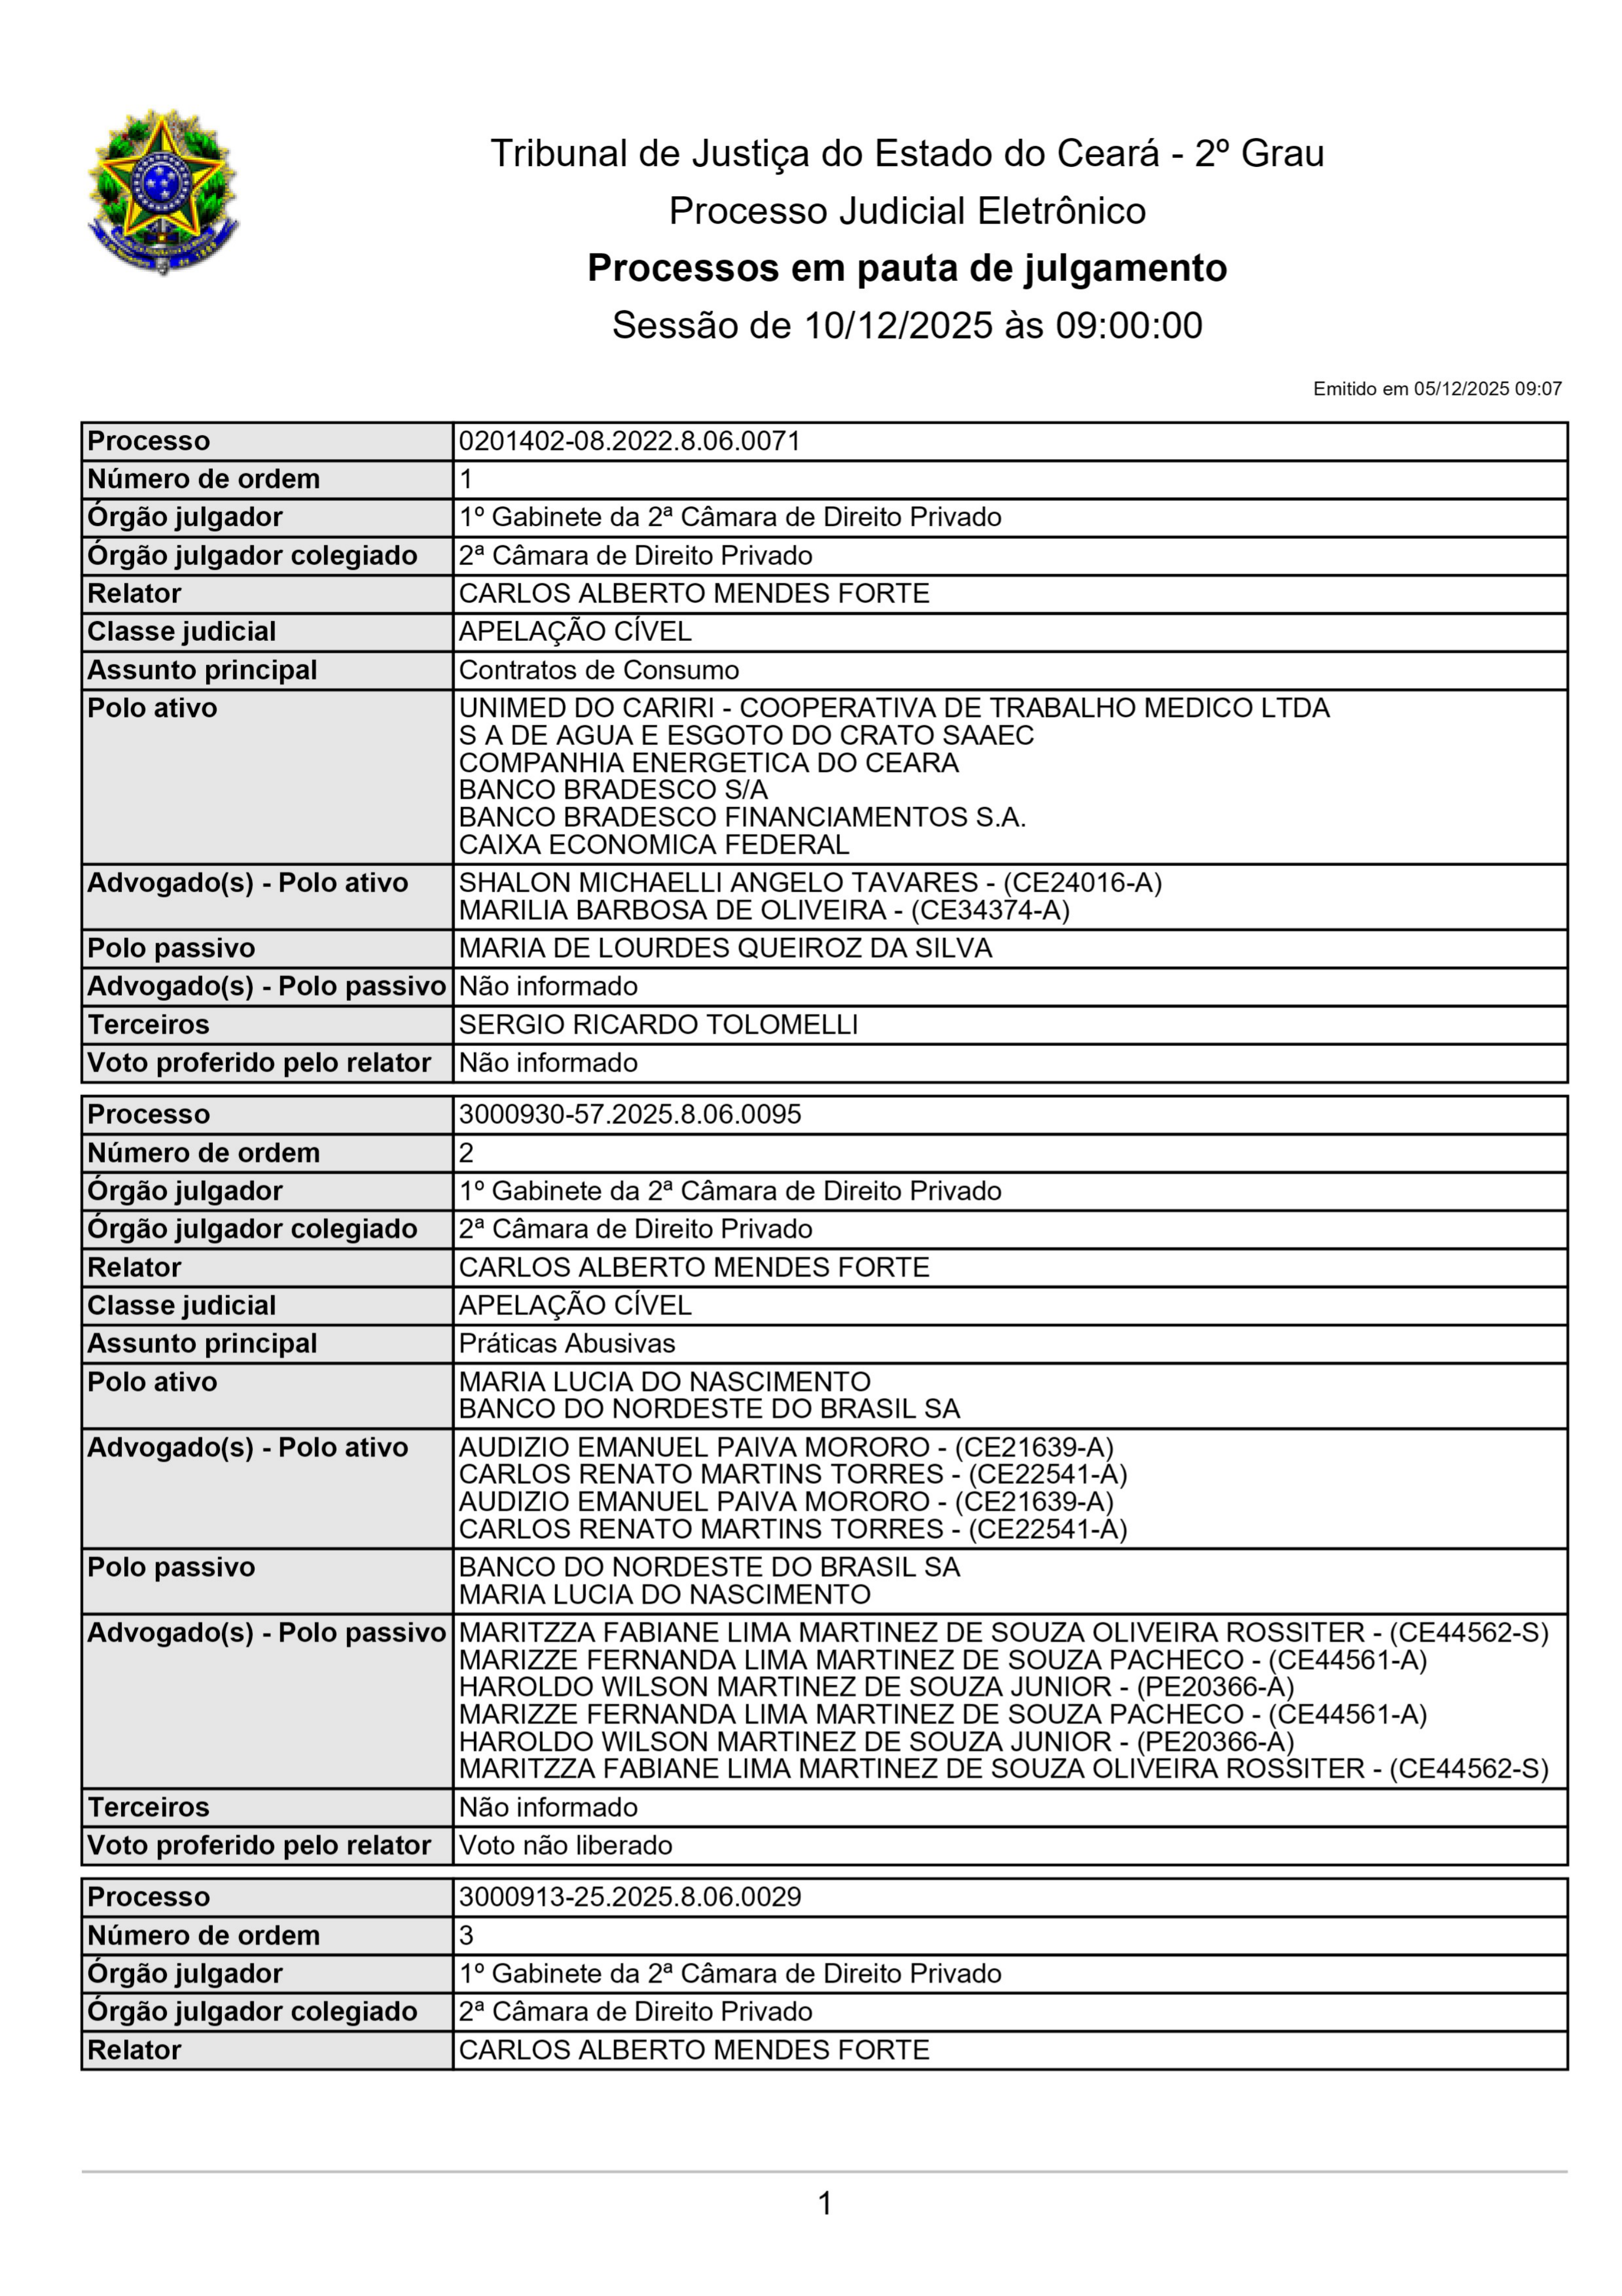 Tribunal de Justiça do Estado do Ceará - 2º Grau
Processo Judicial Eletrônico
Processos em pauta de julgamento
Sessão de 10/12/2025 às 09:00:00
Emitido em 05/12/2025 09:07
Processo 0201402-08.2022.8.06.0071
Número de ordem 1
Órgão julgador 1º Gabinete da 2ª Câmara de Direito Privado
Órgão julgador colegiado 2ª Câmara de Direito Privado
Relator CARLOS ALBERTO MENDES FORTE
Classe judicial APELAÇÃO CÍVEL
Assunto principal Contratos de Consumo
Polo ativo UNIMED DO CARIRI - COOPERATIVA DE TRABALHO MEDICO LTDA
S A DE AGUA E ESGOTO DO CRATO SAAEC
COMPANHIA ENERGETICA DO CEARA
BANCO BRADESCO S/A
BANCO BRADESCO FINANCIAMENTOS S.A.
CAIXA ECONOMICA FEDERAL
Advogado(s) - Polo ativo SHALON MICHAELLI ANGELO TAVARES - (CE24016-A)
MARILIA BARBOSA DE OLIVEIRA - (CE34374-A)
Polo passivo MARIA DE LOURDES QUEIROZ DA SILVA
Advogado(s) - Polo passivo Não informado
Terceiros SERGIO RICARDO TOLOMELLI
Voto proferido pelo relator Não informado
Processo 3000930-57.2025.8.06.0095
Número de ordem 2
Órgão julgador 1º Gabinete da 2ª Câmara de Direito Privado
Órgão julgador colegiado 2ª Câmara de Direito Privado
Relator CARLOS ALBERTO MENDES FORTE
Classe judicial APELAÇÃO CÍVEL
Assunto principal Práticas Abusivas
Polo ativo MARIA LUCIA DO NASCIMENTO
BANCO DO NORDESTE DO BRASIL SA
Advogado(s) - Polo ativo AUDIZIO EMANUEL PAIVA MORORO - (CE21639-A)
CARLOS RENATO MARTINS TORRES - (CE22541-A)
AUDIZIO EMANUEL PAIVA MORORO - (CE21639-A)
CARLOS RENATO MARTINS TORRES - (CE22541-A)
Polo passivo BANCO DO NORDESTE DO BRASIL SA
MARIA LUCIA DO NASCIMENTO
Advogado(s) - Polo passivo MARITZZA FABIANE LIMA MARTINEZ DE SOUZA OLIVEIRA ROSSITER - (CE44562-S)
MARIZZE FERNANDA LIMA MARTINEZ DE SOUZA PACHECO - (CE44561-A)
HAROLDO WILSON MARTINEZ DE SOUZA JUNIOR - (PE20366-A)
MARIZZE FERNANDA LIMA MARTINEZ DE SOUZA PACHECO - (CE44561-A)
HAROLDO WILSON MARTINEZ DE SOUZA JUNIOR - (PE20366-A)
MARITZZA FABIANE LIMA MARTINEZ DE SOUZA OLIVEIRA ROSSITER - (CE44562-S)
Terceiros Não informado
Voto proferido pelo relator Voto não liberado
Processo 3000913-25.2025.8.06.0029
Número de ordem 3
Órgão julgador 1º Gabinete da 2ª Câmara de Direito Privado
Órgão julgador colegiado 2ª Câmara de Direito Privado
Relator CARLOS ALBERTO MENDES FORTE
1